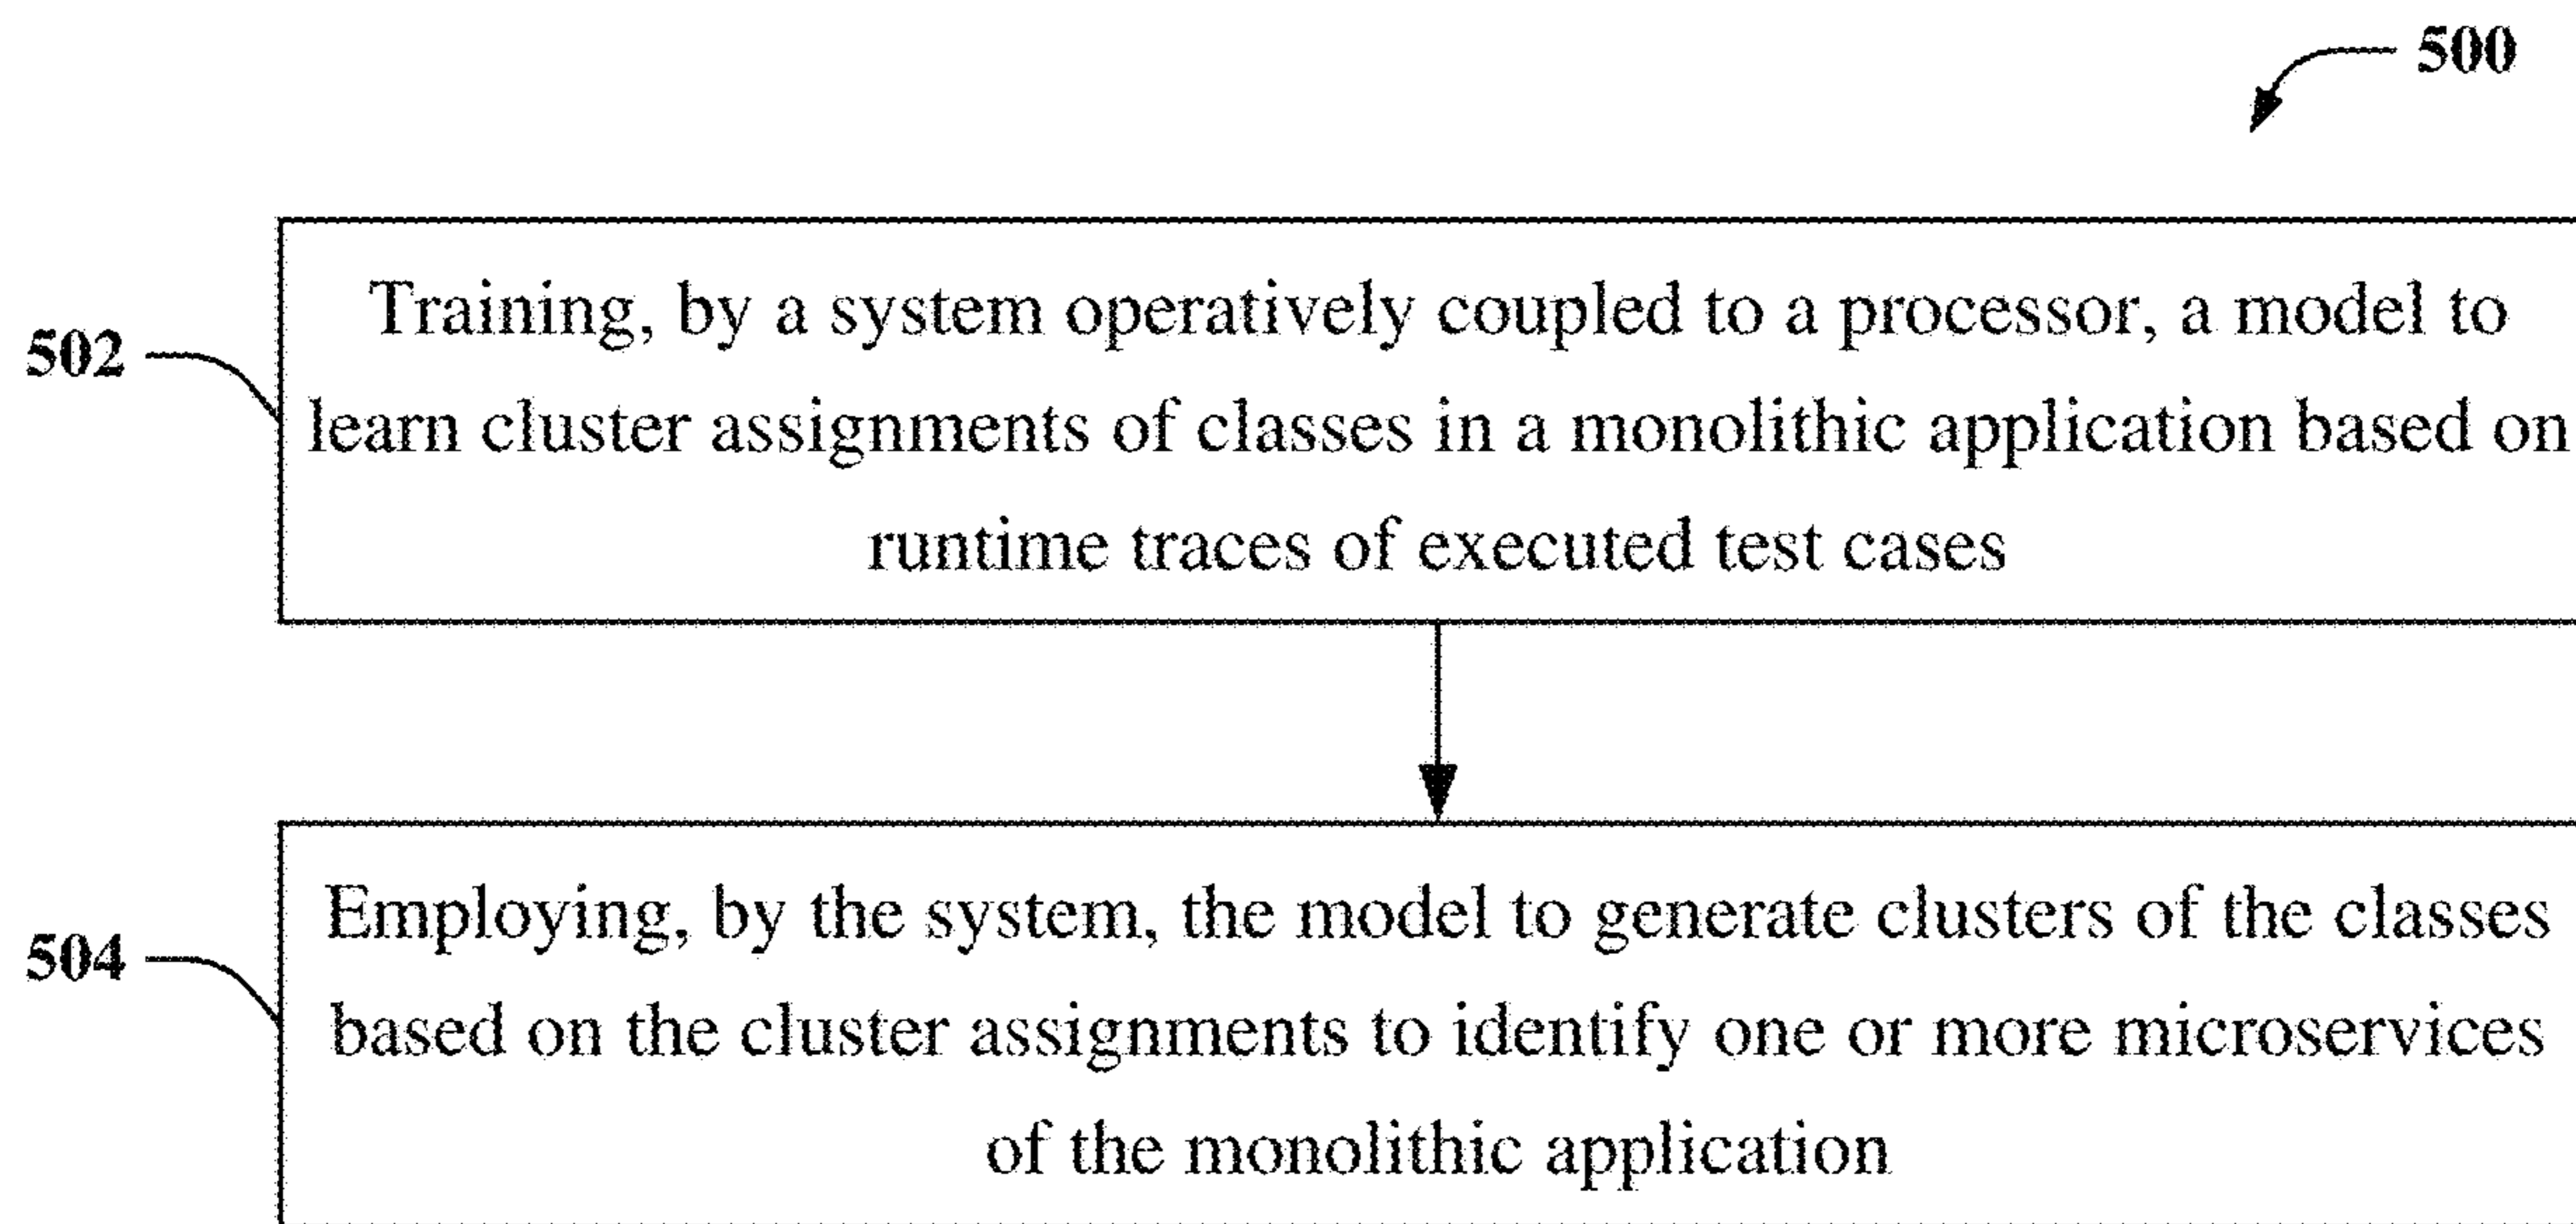 500
502
Training, by a system operatively coupled to a processor, a model to
learn cluster assignments of classes in a monolithic application based on
runtime traces of executed test cases
504
Employing, by the system, the model to generate clusters of the classes
based on the cluster assignments to identify one or more microservices
of the monolithic application